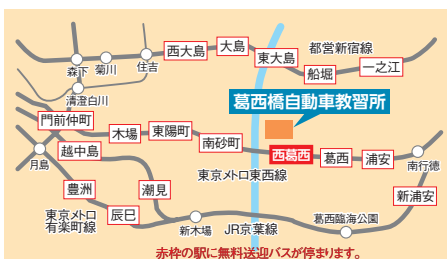 西大島
大島
東大島
都営新宿線
森下
菊川
住吉
船堀
一之江
清澄白川
葛西橋自動車教習所
門前仲町
木場
東陽町
南砂町
西葛西
葛西
浦安
南行徳
月島
越中島
東京メトロ東西線
豊洲
潮見
新浦安
東京メトロ
有楽町線
辰巳
新木場
JR京葉線
葛西臨海公園
赤枠の駅に無料送迎バスが停まります。